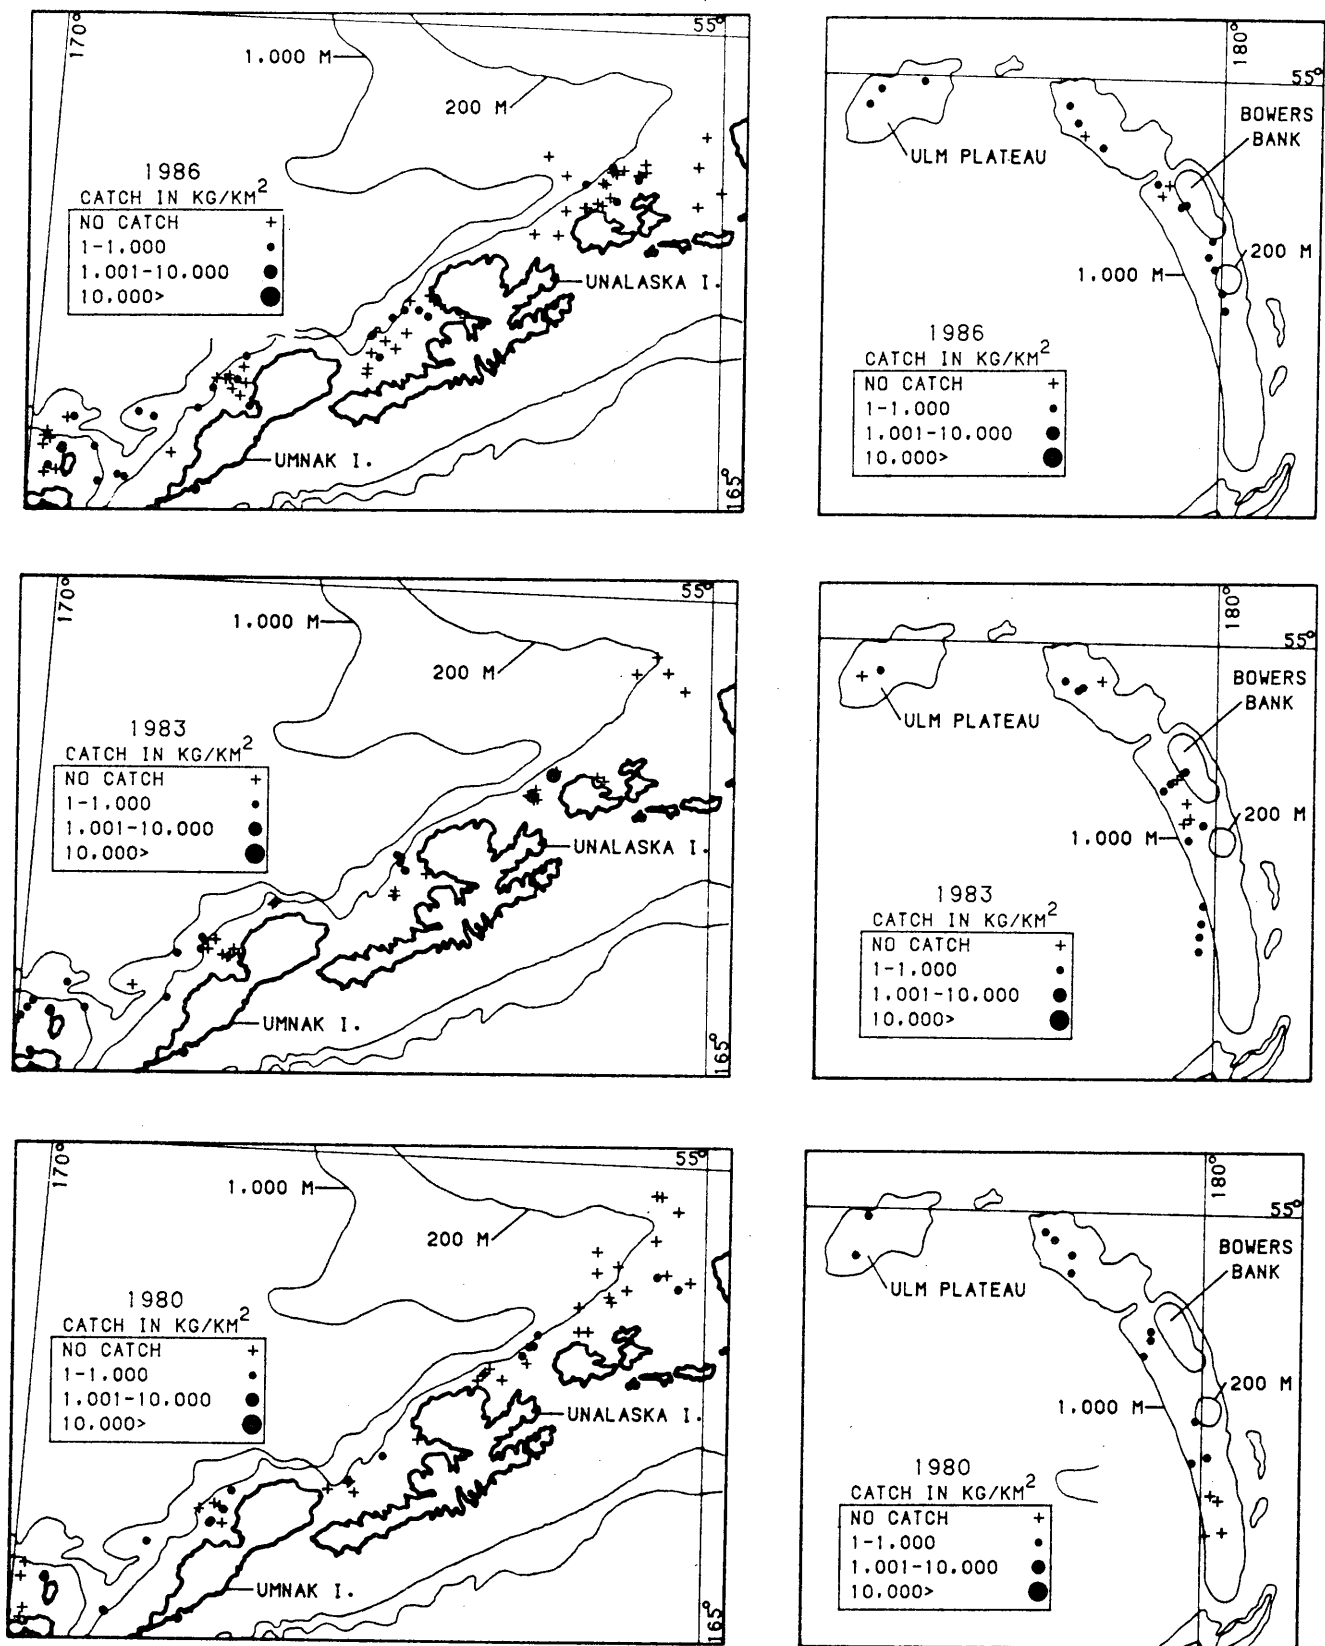 170°
55°
1.000 M
200 M
1986
CATCH IN KG/KM²
NO CATCH +
1-1.000
1.001-10.000
10.000>
UNALASKA I.
UMNAK I.
165°
180°
55°
BOWERS
BANK
ULM PLATEAU
200 M
1.000 M
1986
CATCH IN KG/KM²
NO CATCH +
1-1.000
1.001-10.000
10.000>
170°
55°
1.000 M
200 M
1983
CATCH IN KG/KM²
NO CATCH +
1-1.000
1.001-10.000
10.000>
UNALASKA I.
UMNAK I.
165°
180°
55°
BOWERS
BANK
ULM PLATEAU
200 M
1.000 M
1983
CATCH IN KG/KM²
NO CATCH +
1-1.000
1.001-10.000
10.000>
170°
55°
1.000 M
200 M
1980
CATCH IN KG/KM²
NO CATCH +
1-1.000
1.001-10.000
10.000>
UNALASKA I.
UMNAK I.
165°
180°
55°
BOWERS
BANK
ULM PLATEAU
200 M
1.000 M
1980
CATCH IN KG/KM²
NO CATCH +
1-1.000
1.001-10.000
10.000>